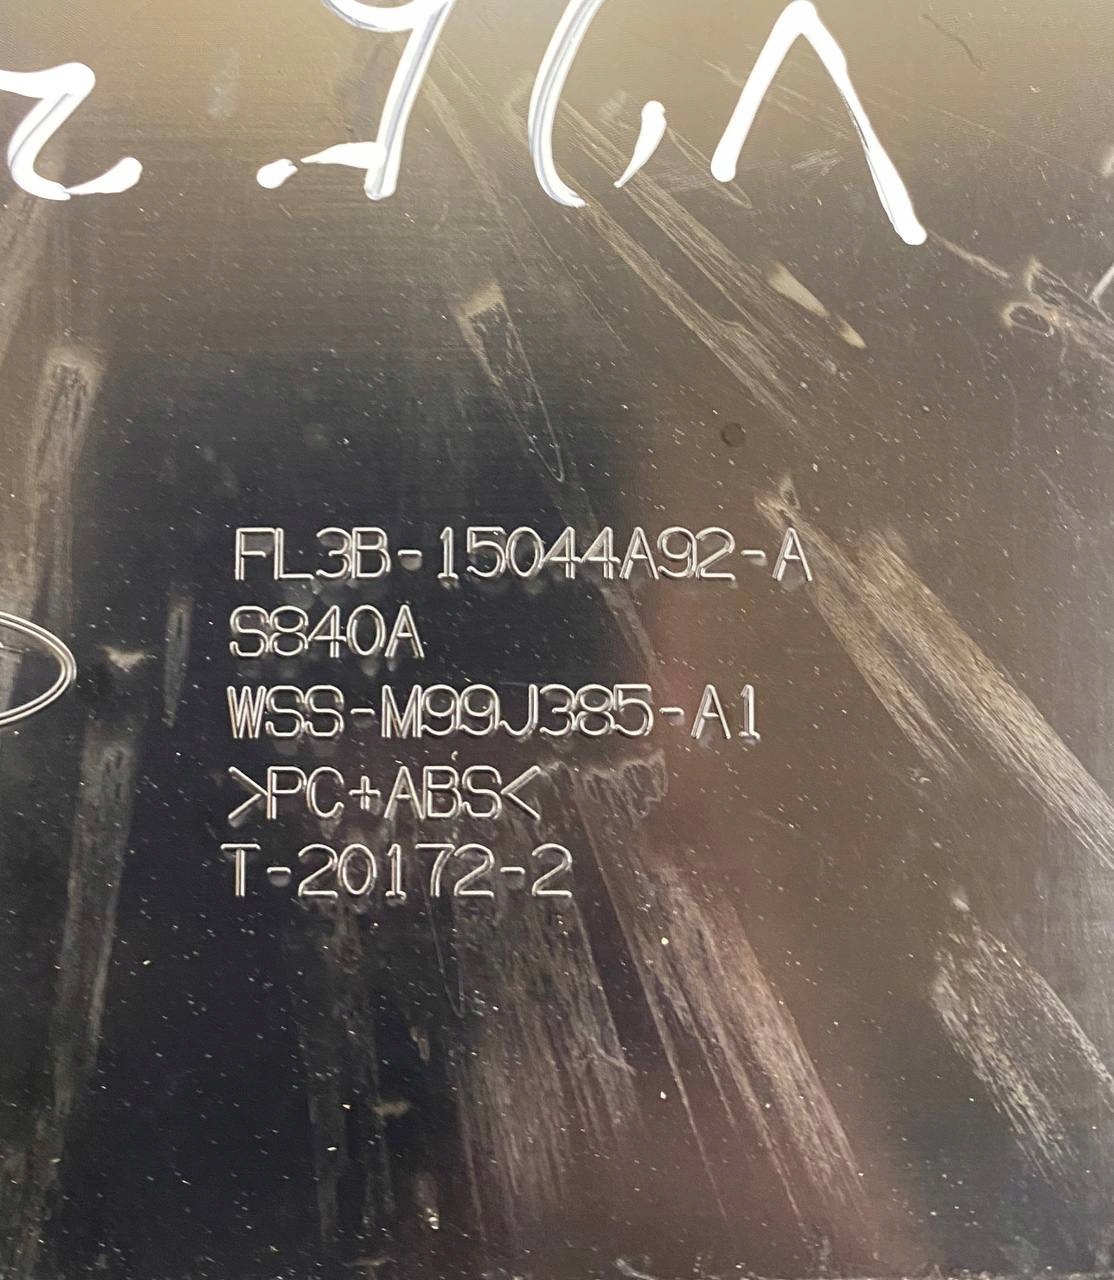 FL3B-15044A92-A
S840A
WSS-M99J385-A1
>PC+ABS<
T-20172-2